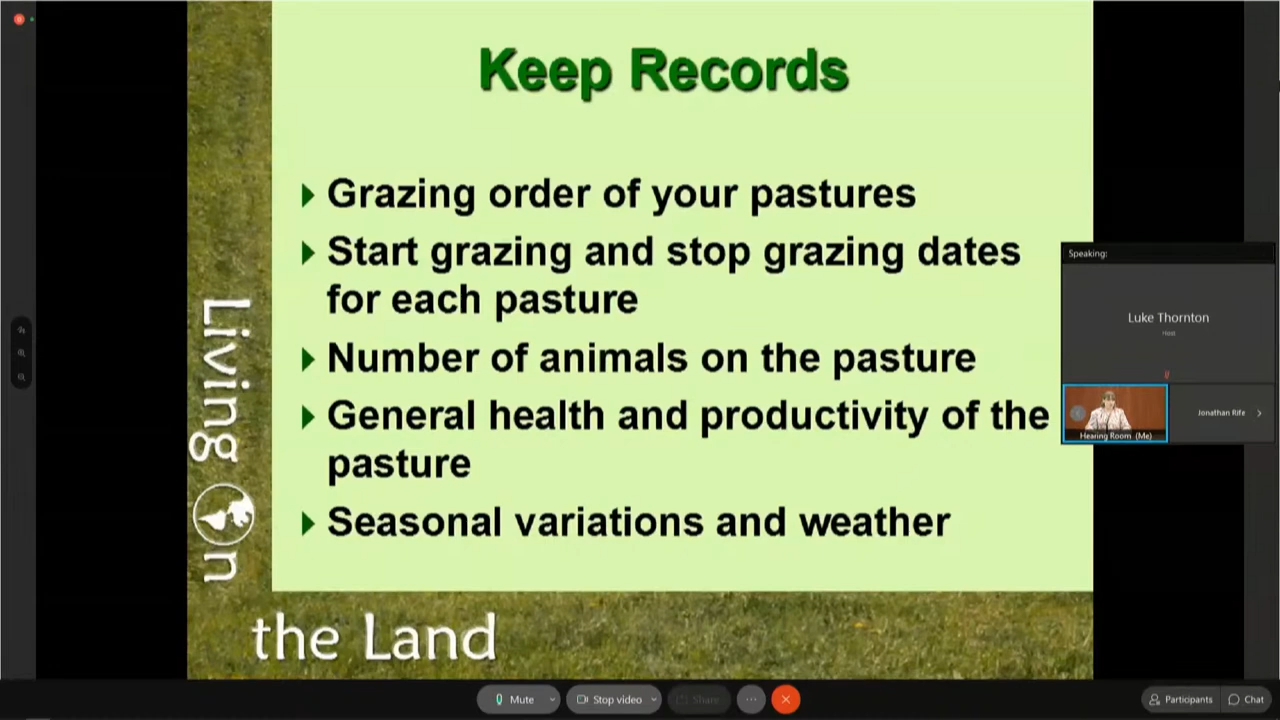 Keep Records
Grazing order of your pastures
Start grazing and stop grazing dates
for each pasture
Number of animals on the pasture
General health and productivity of the
pasture
Seasonal variations and weather
Living On
the Land
Speaking:
Luke Thornton
Host
Hearing Room (Me)
Jonathan Rife
Mute
Stop video
Share
Participants
Chat